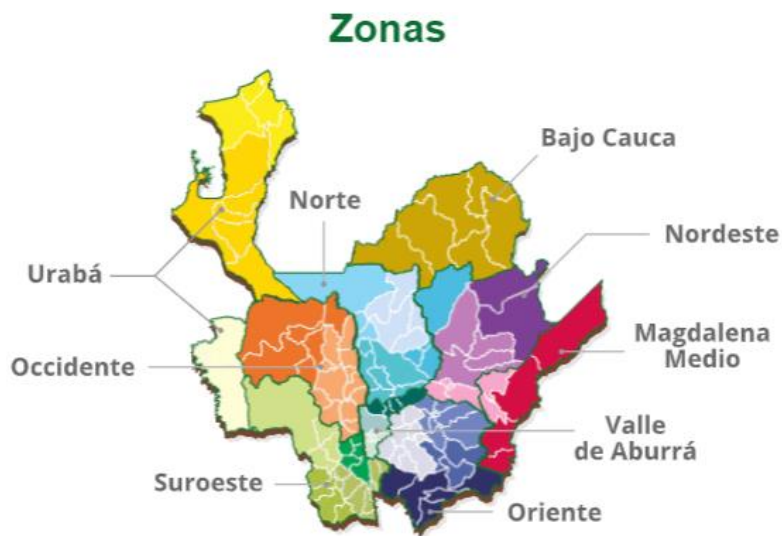 Zonas
Bajo Cauca
Norte
Nordeste
Urabá
Magdalena
Medio
Occidente
Valle
de Aburrá
Suroeste
Oriente